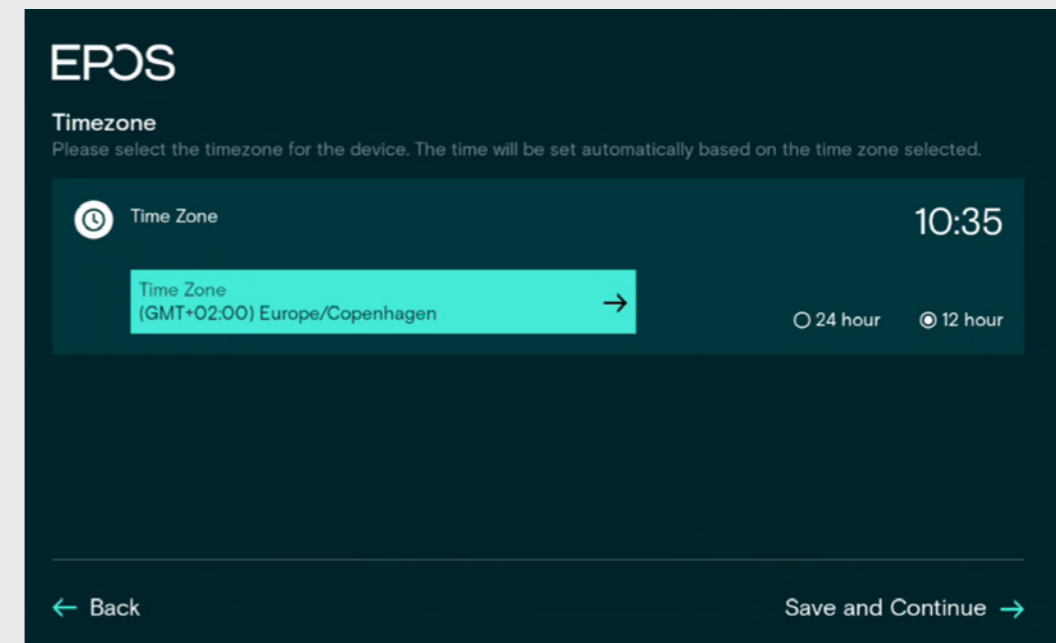 EPOS
Timezone
Please select the timezone for the device. The time will be set automatically based on the time zone selected.
Time Zone
10:35
Time Zone
(GMT+02:00) Europe/Copenhagen
24 hour
12 hour
Back
Save and Continue